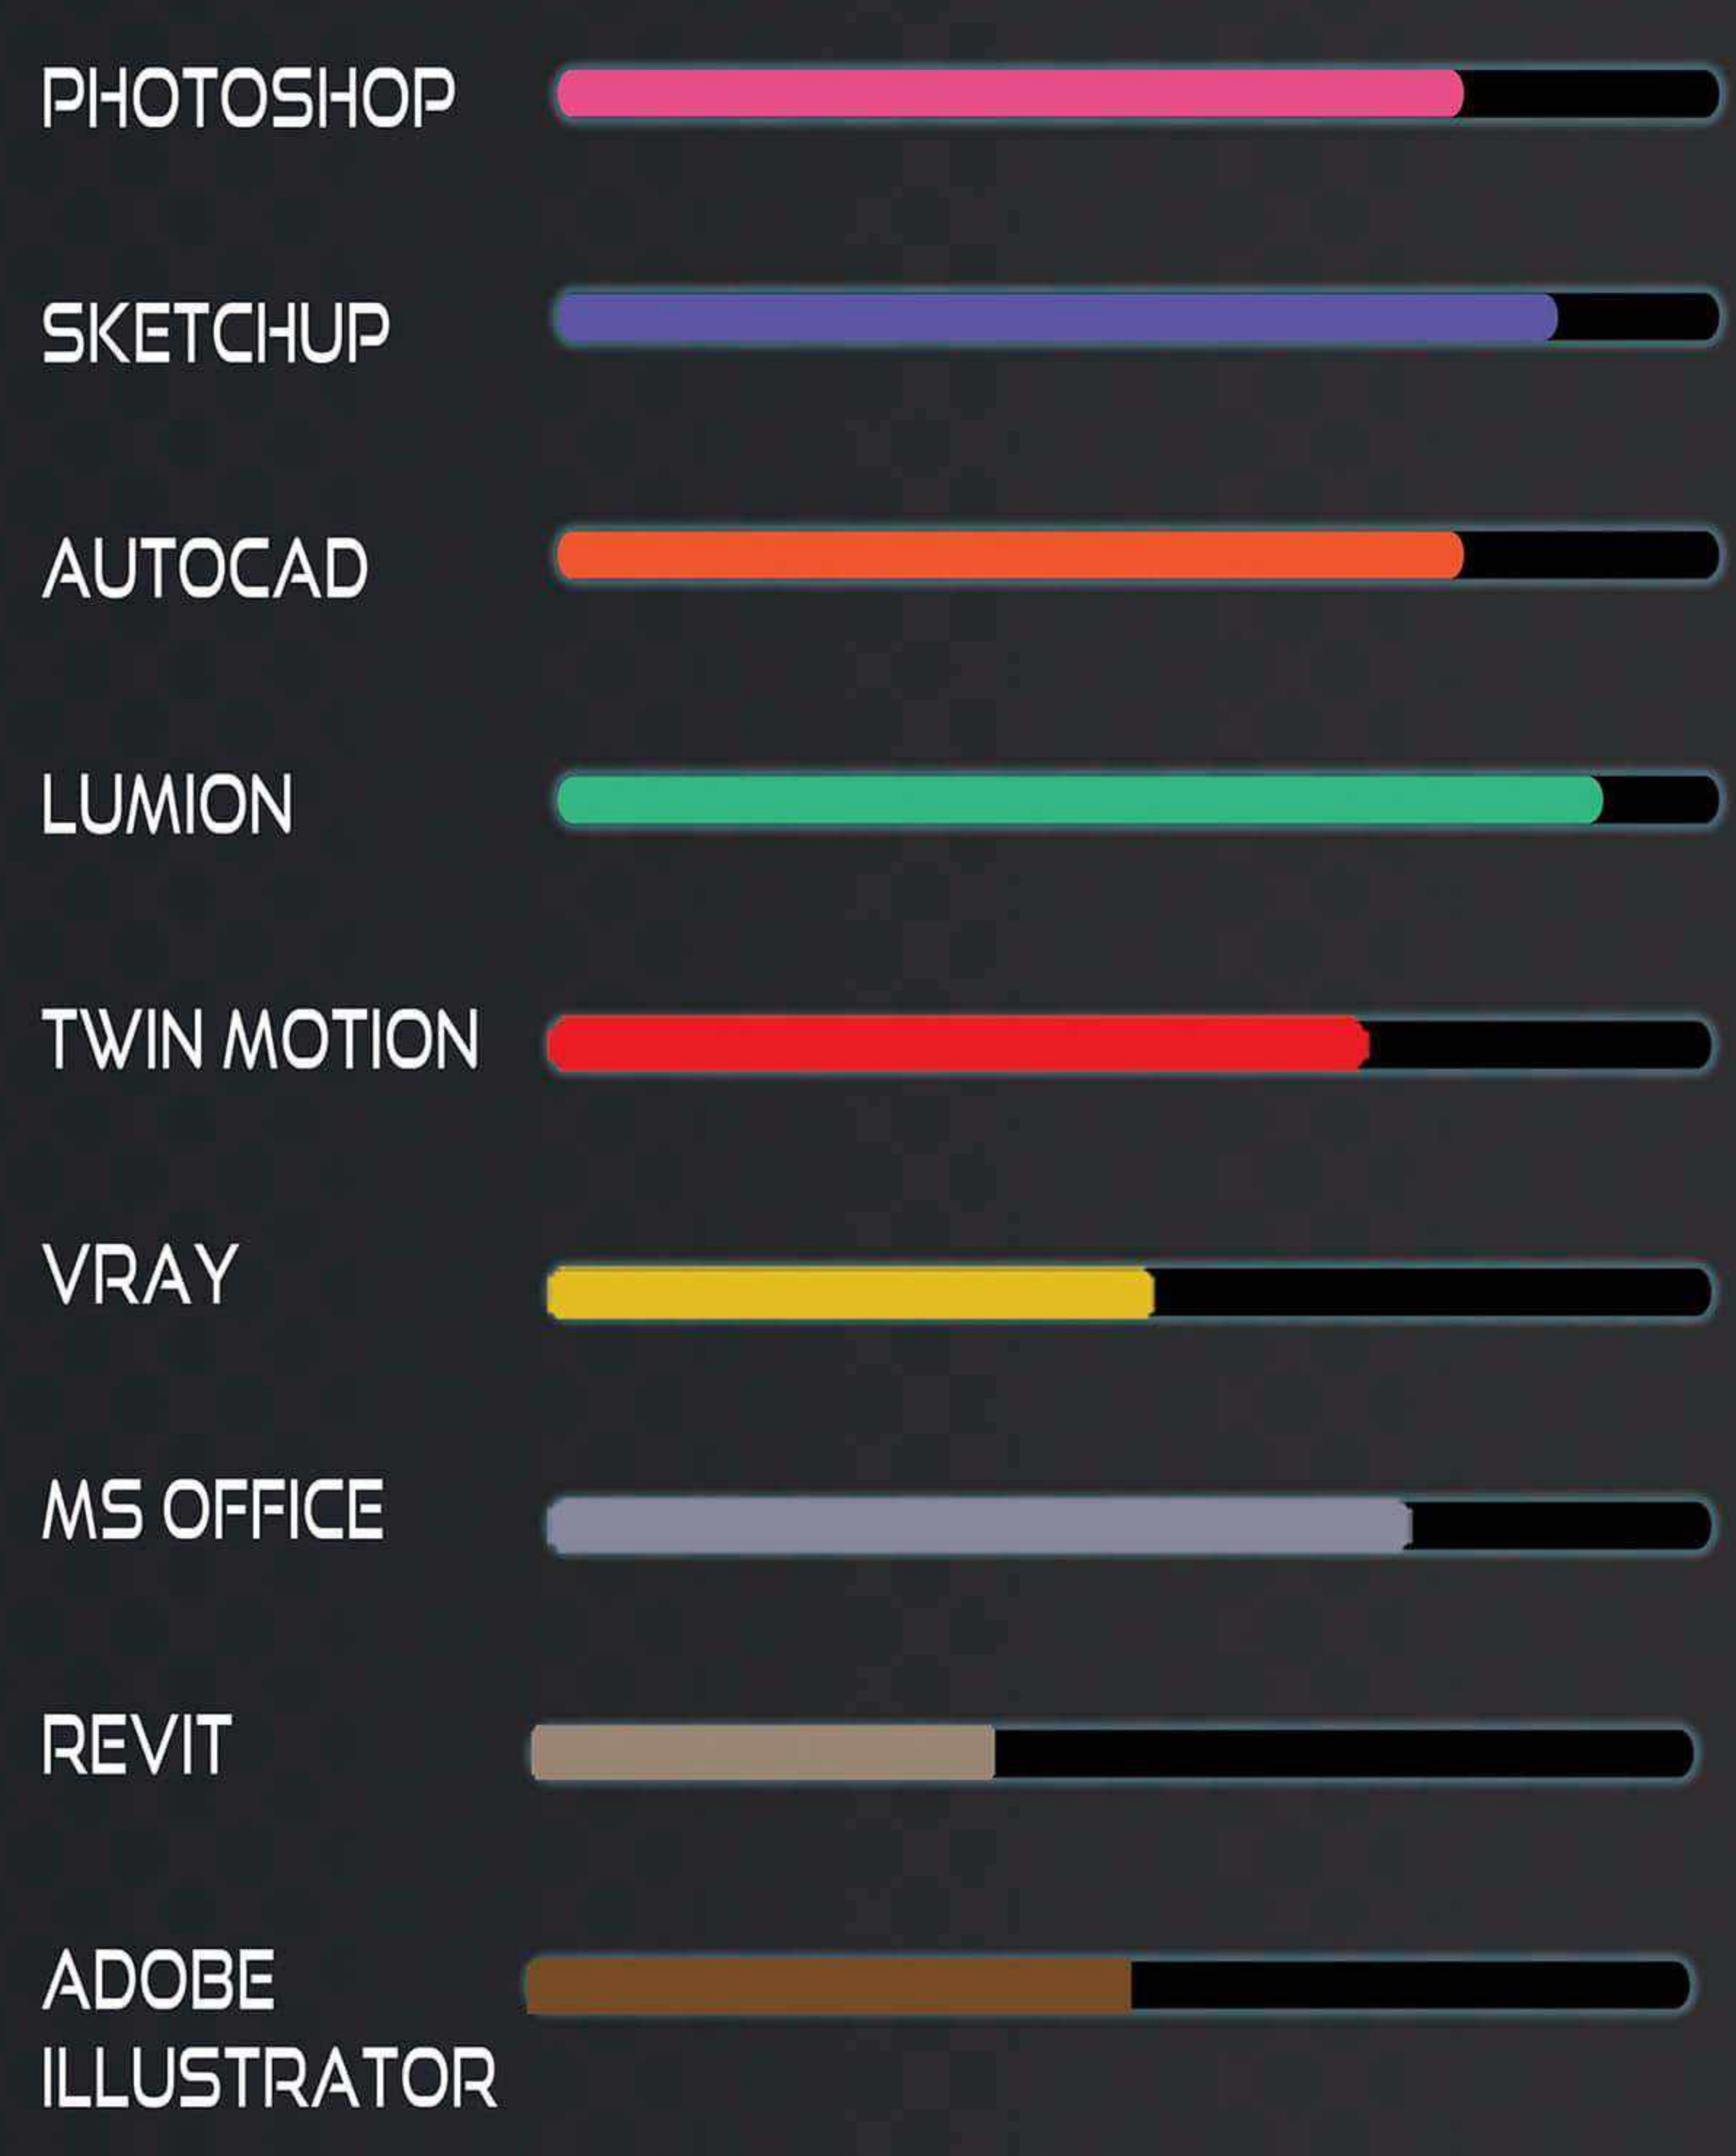 PHOTOSHOP
SKETCHUP
AUTOCAD
LUMION
TWIN MOTION
VRAY
MS OFFICE
REVIT
ADOBE
ILLUSTRATOR